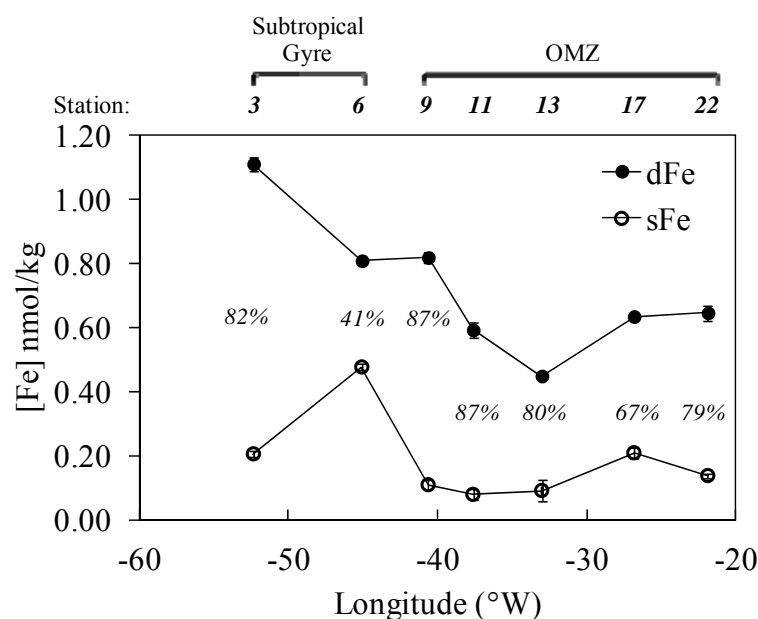 Subtropical
Gyre
OMZ
Station: 3 6 9 11 13 17 22
1.20
dFe
1.00
sFe
0.80
82% 41% 87%
0.60
0.40
87% 80% 67% 79%
0.20
0.00
[Fe] nmol/kg
-60 -50 -40 -30 -20
Longitude (°W)